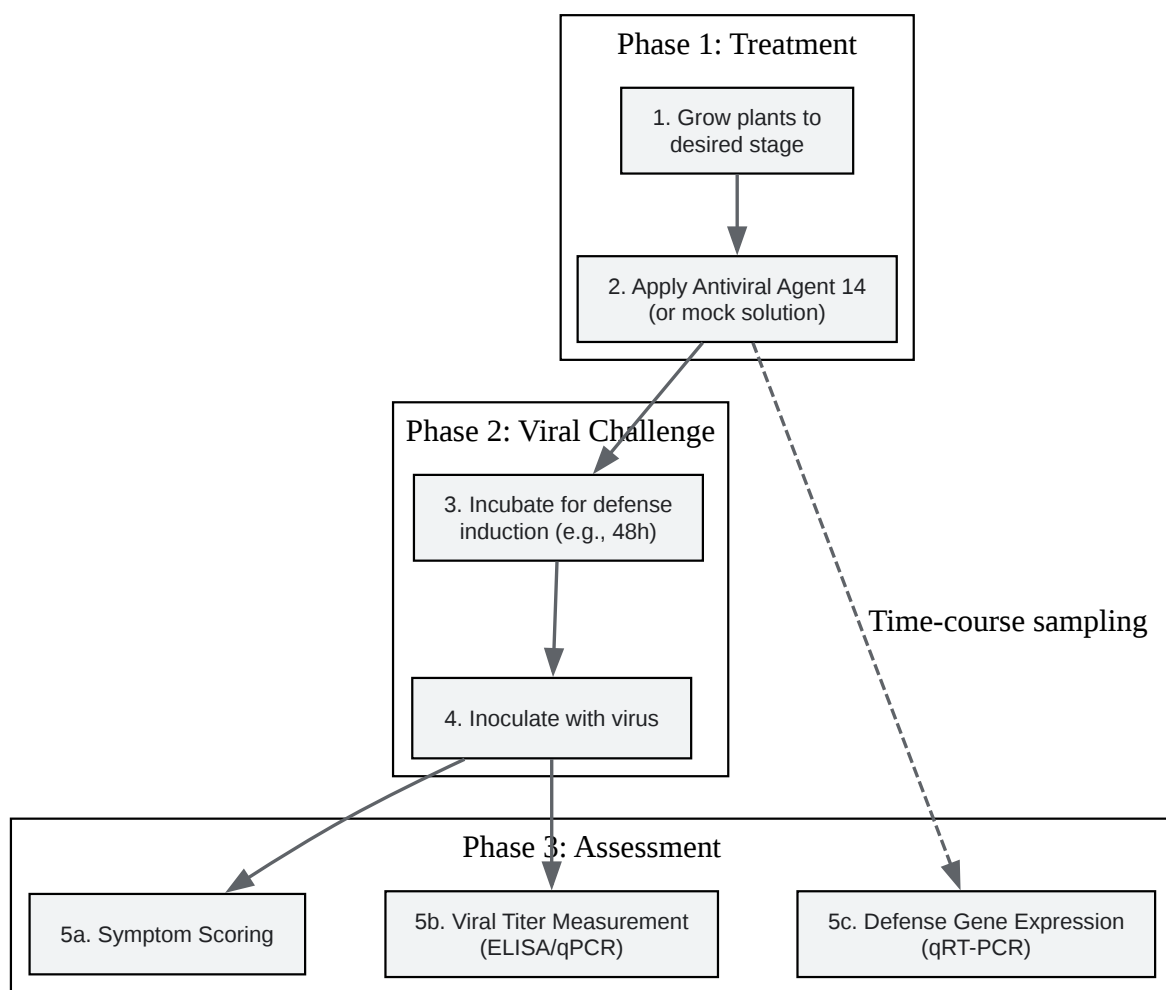 Phase 1: Treatment
1. Grow plants to
desired stage
2. Apply Antiviral Agent 14
(or mock solution)
Phase 2: Viral Challenge
3. Incubate for defense
induction (e.g., 48h)
Time-course sampling
4. Inoculate with virus
Phase 3: Assessment
5a. Symptom Scoring
5b. Viral Titer Measurement
(ELISA/qPCR)
5c. Defense Gene Expression
(qRT-PCR)